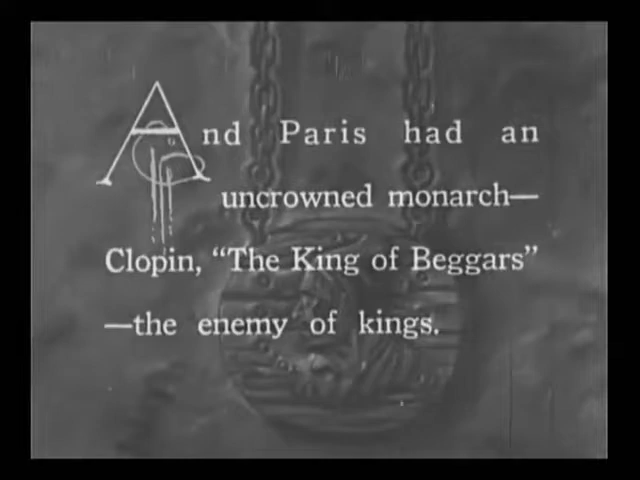 And Paris had an
uncrowned monarch—
Clopin, “The King of Beggars”
—the enemy of kings.